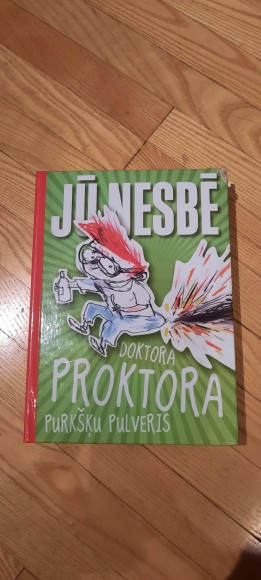 JŪ NESBĒ
DOKTORA
PROKTORA
PURKŠĶU PULVERIS